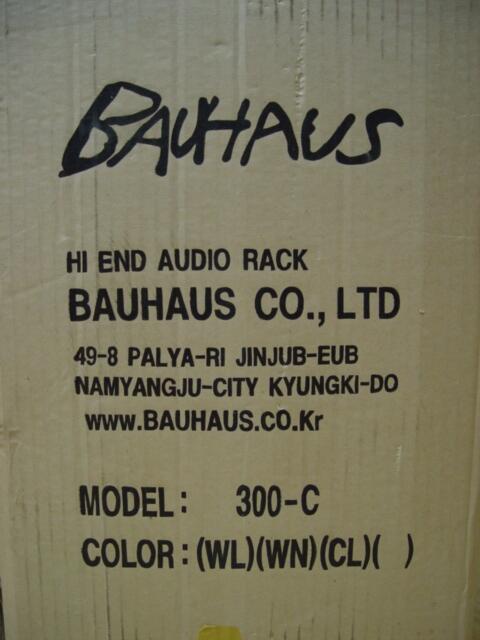 BAUHAUS
HI END AUDIO RACK
BAUHAUS CO., LTD
49-8 PALYA-RI JINJUB-EUB
NAMYANGJU-CITY KYUNGKI-DO
www.BAUHAUS.CO.Kr
MODEL: 300-C
COLOR: (WL)(WN)(CL)( )